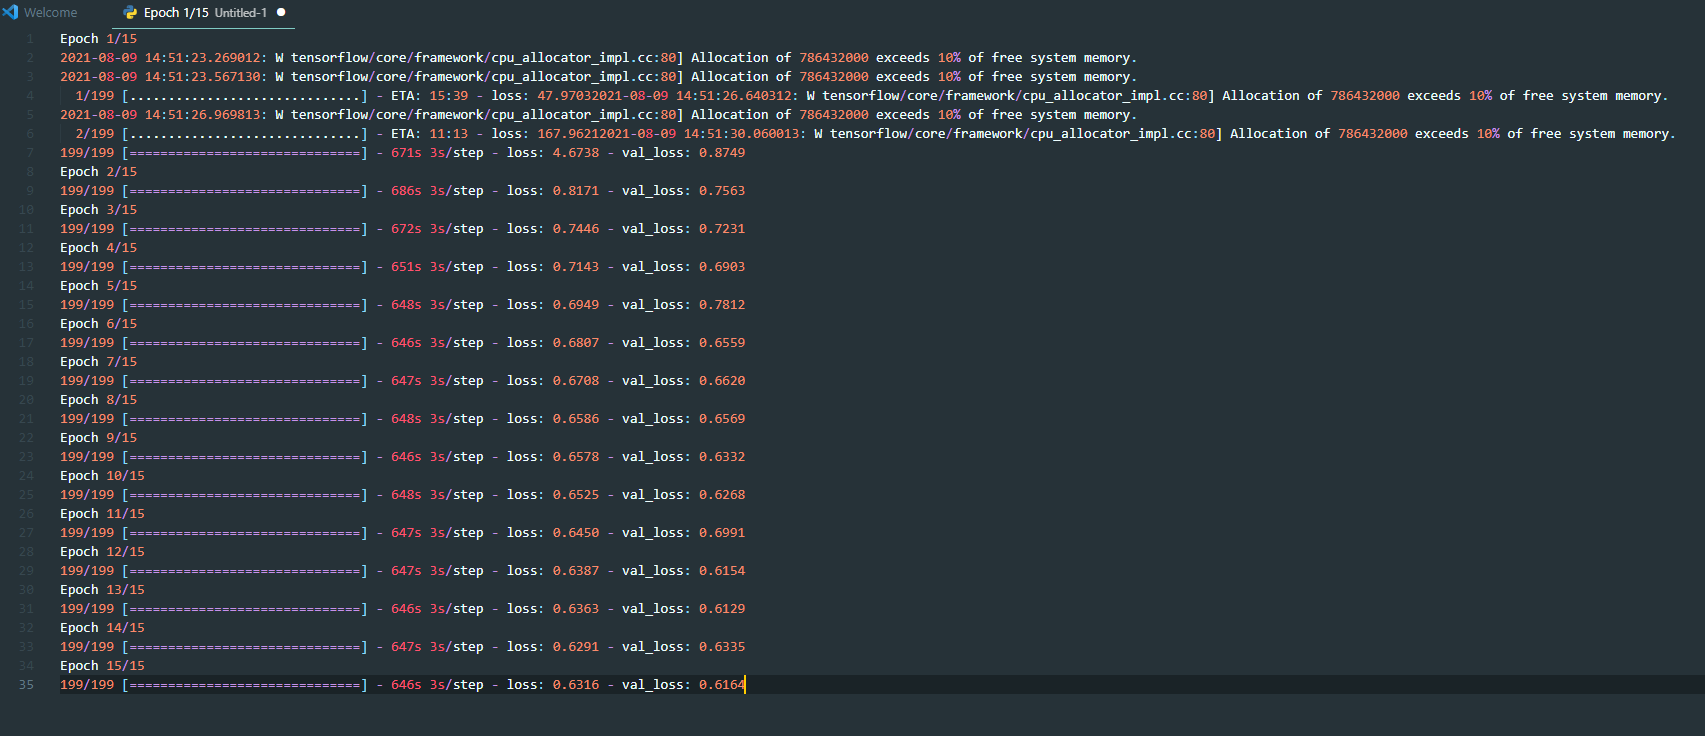 Welcome
Epoch 1/15 Untitled-1
1 Epoch 1/15
2 2021-08-09 14:51:23.269012: W tensorflow/core/framework/cpu_allocator_impl.cc:80] Allocation of 786432000 exceeds 10% of free system memory.
3 2021-08-09 14:51:23.567130: W tensorflow/core/framework/cpu_allocator_impl.cc:80] Allocation of 786432000 exceeds 10% of free system memory.
4 1/199 [..............................] - ETA: 15:39 - loss: 47.97032021-08-09 14:51:26.640312: W tensorflow/core/framework/cpu_allocator_impl.cc:80] Allocation of 786432000 exceeds 10% of free system memory.
5 2021-08-09 14:51:26.969813: W tensorflow/core/framework/cpu_allocator_impl.cc:80] Allocation of 786432000 exceeds 10% of free system memory.
6 2/199 [..............................] - ETA: 11:13 - loss: 167.96212021-08-09 14:51:30.060013: W tensorflow/core/framework/cpu_allocator_impl.cc:80] Allocation of 786432000 exceeds 10% of free system memory.
7 199/199 [==============================] - 671s 3s/step - loss: 4.6738 - val_loss: 0.8749
8 Epoch 2/15
9 199/199 [==============================] - 686s 3s/step - loss: 0.8171 - val_loss: 0.7563
10 Epoch 3/15
11 199/199 [==============================] - 672s 3s/step - loss: 0.7446 - val_loss: 0.7231
12 Epoch 4/15
13 199/199 [==============================] - 651s 3s/step - loss: 0.7143 - val_loss: 0.6903
14 Epoch 5/15
15 199/199 [==============================] - 648s 3s/step - loss: 0.6949 - val_loss: 0.7812
16 Epoch 6/15
17 199/199 [==============================] - 646s 3s/step - loss: 0.6807 - val_loss: 0.6559
18 Epoch 7/15
19 199/199 [==============================] - 647s 3s/step - loss: 0.6708 - val_loss: 0.6620
20 Epoch 8/15
21 199/199 [==============================] - 648s 3s/step - loss: 0.6586 - val_loss: 0.6569
22 Epoch 9/15
23 199/199 [==============================] - 646s 3s/step - loss: 0.6578 - val_loss: 0.6332
24 Epoch 10/15
25 199/199 [==============================] - 648s 3s/step - loss: 0.6525 - val_loss: 0.6268
26 Epoch 11/15
27 199/199 [==============================] - 647s 3s/step - loss: 0.6450 - val_loss: 0.6991
28 Epoch 12/15
29 199/199 [==============================] - 647s 3s/step - loss: 0.6387 - val_loss: 0.6154
30 Epoch 13/15
31 199/199 [==============================] - 646s 3s/step - loss: 0.6363 - val_loss: 0.6129
32 Epoch 14/15
33 199/199 [==============================] - 647s 3s/step - loss: 0.6291 - val_loss: 0.6335
34 Epoch 15/15
35 199/199 [==============================] - 646s 3s/step - loss: 0.6316 - val_loss: 0.6164